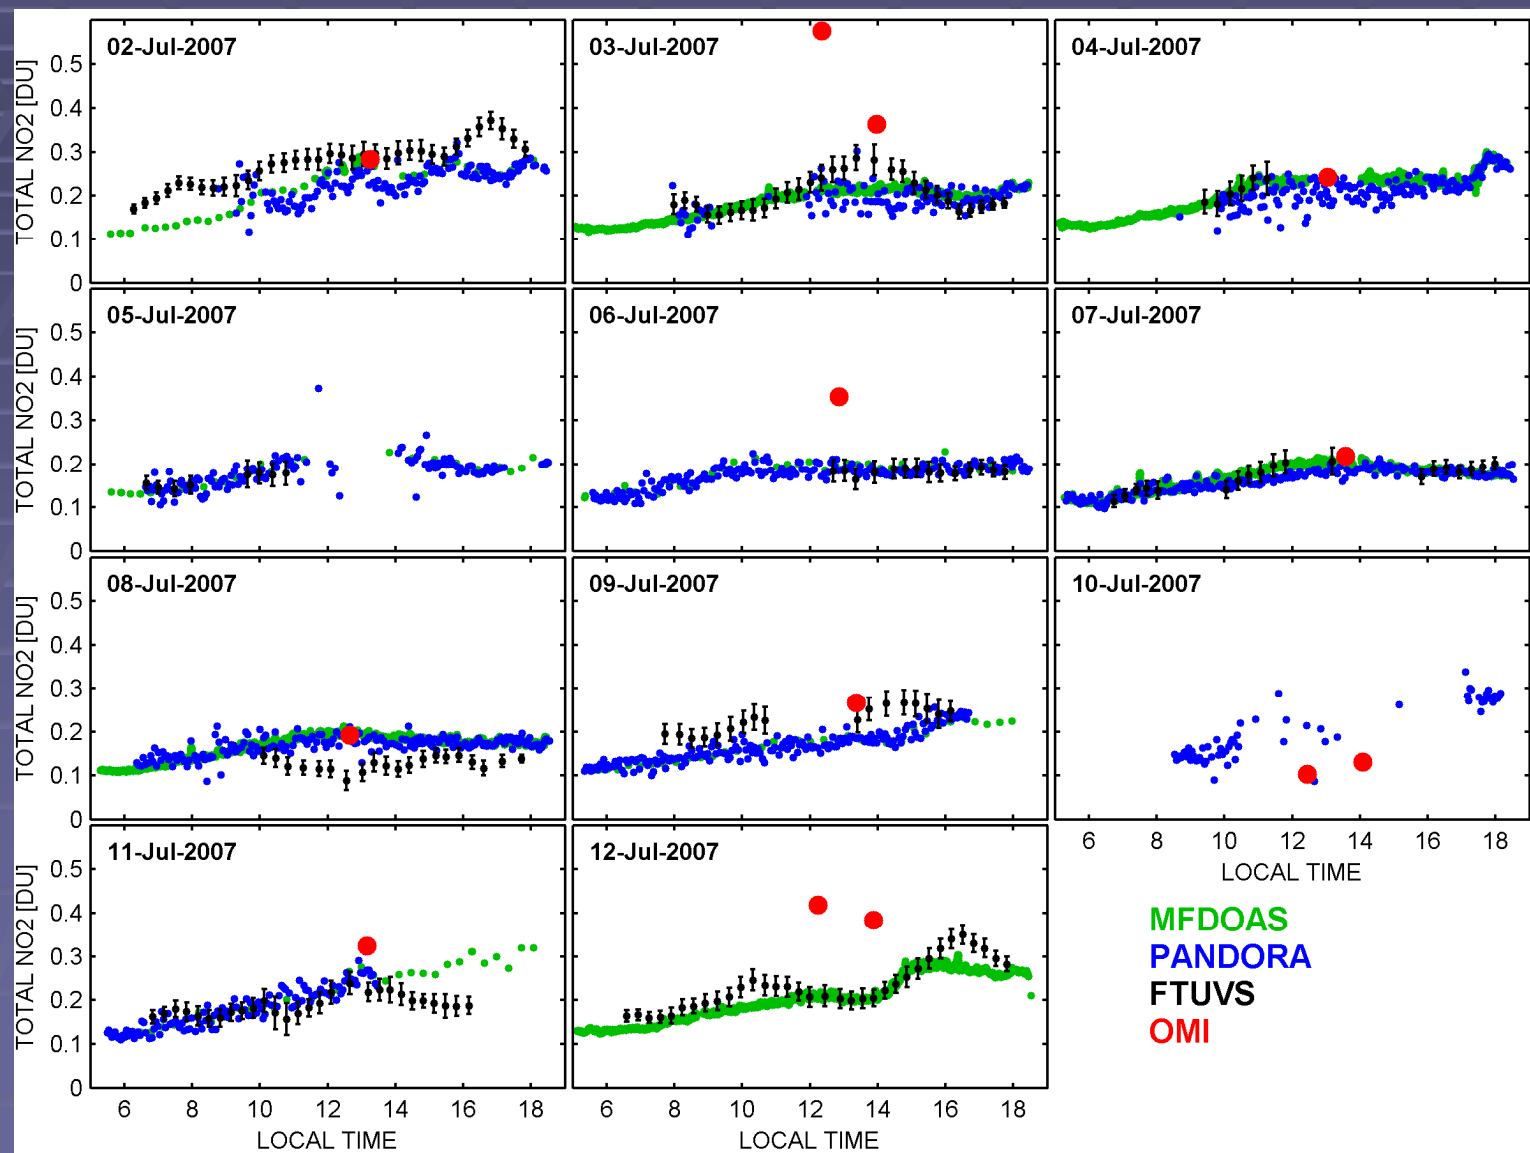 02-Jul-2007
03-Jul-2007
04-Jul-2007
TOTAL NO2 [DU]
0.5
0.4
0.3
0.2
0.1
0
05-Jul-2007
06-Jul-2007
07-Jul-2007
TOTAL NO2 [DU]
0.5
0.4
0.3
0.2
0.1
0
08-Jul-2007
09-Jul-2007
10-Jul-2007
TOTAL NO2 [DU]
0.5
0.4
0.3
0.2
0.1
0
6 8 10 12 14 16 18
LOCAL TIME
11-Jul-2007
12-Jul-2007
TOTAL NO2 [DU]
0.5
0.4
0.3
0.2
0.1
0
6 8 10 12 14 16 18
LOCAL TIME
6 8 10 12 14 16 18
LOCAL TIME
MFDOAS
PANDORA
FTUVS
OMI